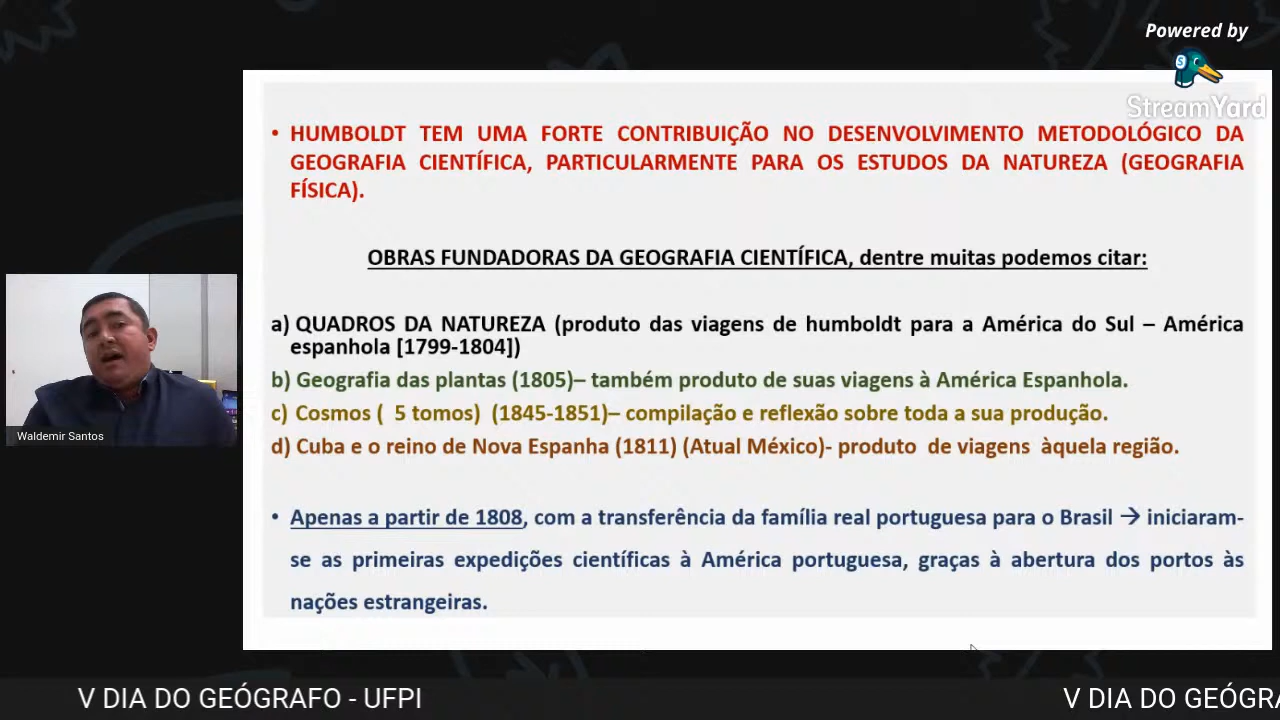 Powered by
StreamYard
• HUMBOLDT TEM UMA FORTE CONTRIBUIÇÃO NO DESENVOLVIMENTO METODOLÓGICO DA
GEOGRAFIA CIENTÍFICA, PARTICULARMENTE PARA OS ESTUDOS DA NATUREZA (GEOGRAFIA
FÍSICA).
OBRAS FUNDADORAS DA GEOGRAFIA CIENTÍFICA, dentre muitas podemos citar:
a) QUADROS DA NATUREZA (produto das viagens de humboldt para a América do Sul – América
espanhola [1799-1804])
b) Geografia das plantas (1805)– também produto de suas viagens à América Espanhola.
c) Cosmos ( 5 tomos) (1845-1851)– compilação e reflexão sobre toda a sua produção.
d) Cuba e o reino de Nova Espanha (1811) (Atual México)- produto de viagens àquela região.
• Apenas a partir de 1808, com a transferência da família real portuguesa para o Brasil → iniciaram-
se as primeiras expedições científicas à América portuguesa, graças à abertura dos portos às
nações estrangeiras.
Waldemir Santos
V DIA DO GEÓGRAFO - UFPI
V DIA DO GEÓGRA